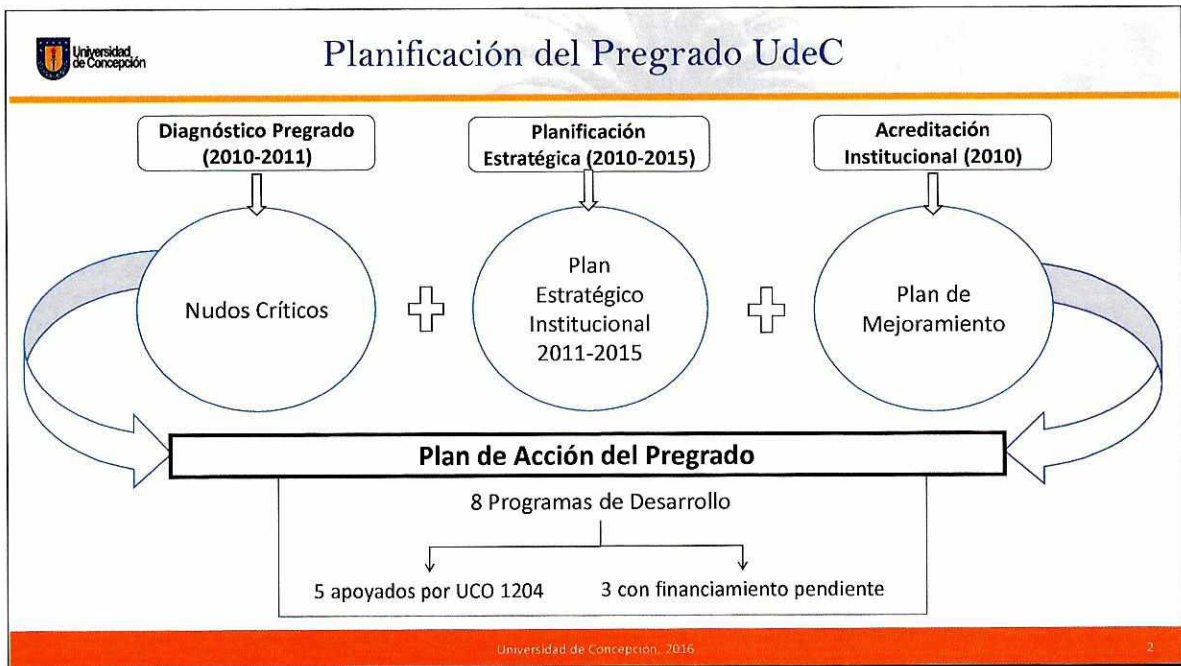 Universidad
de Concepción
Planificación del Pregrado UdeC
Diagnóstico Pregrado
(2010-2011)
Planificación
Estratégica (2010-2015)
Acreditación
Institucional (2010)
Nudos Críticos
Plan
Estratégico
Institucional
2011-2015
Plan de
Mejoramiento
Plan de Acción del Pregrado
8 Programas de Desarrollo
5 apoyados por UCO 1204
3 con financiamiento pendiente
Universidad de Concepción, 2016
2